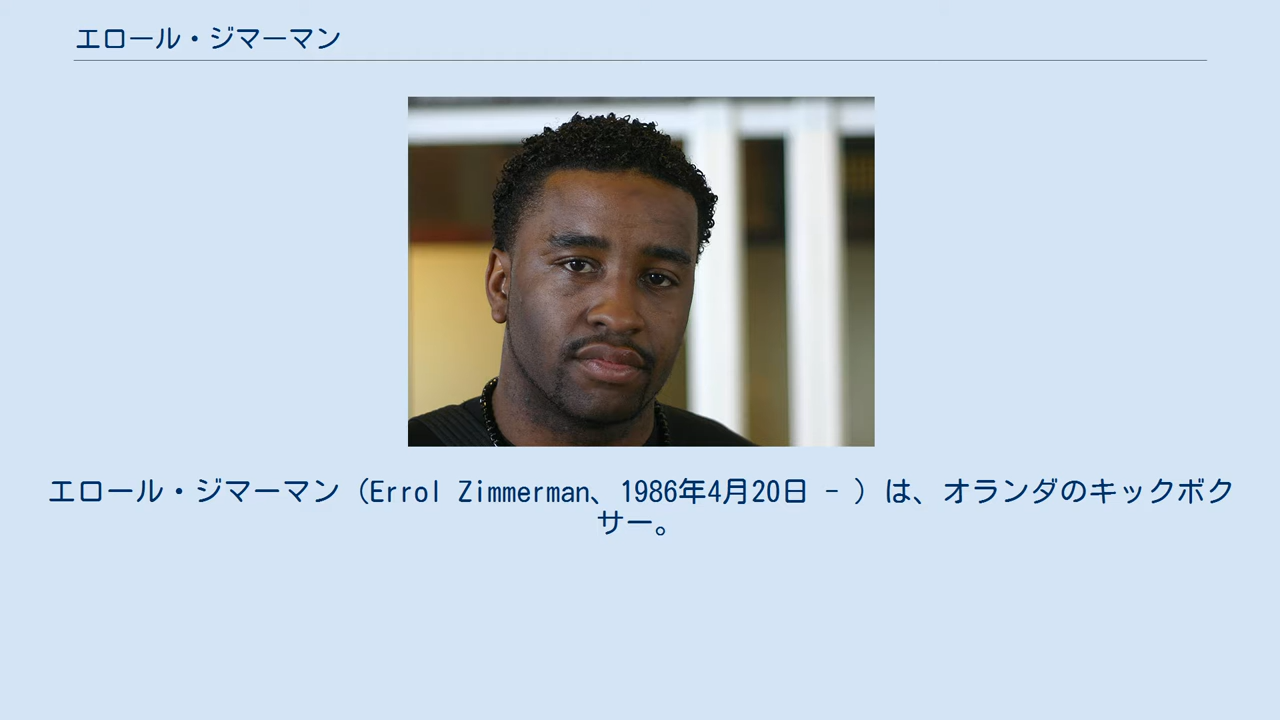 エロール・ジマーマン
エロール・ジマーマン（Errol Zimmerman、1986年4月20日 - ）は、オランダのキックボク
サー。